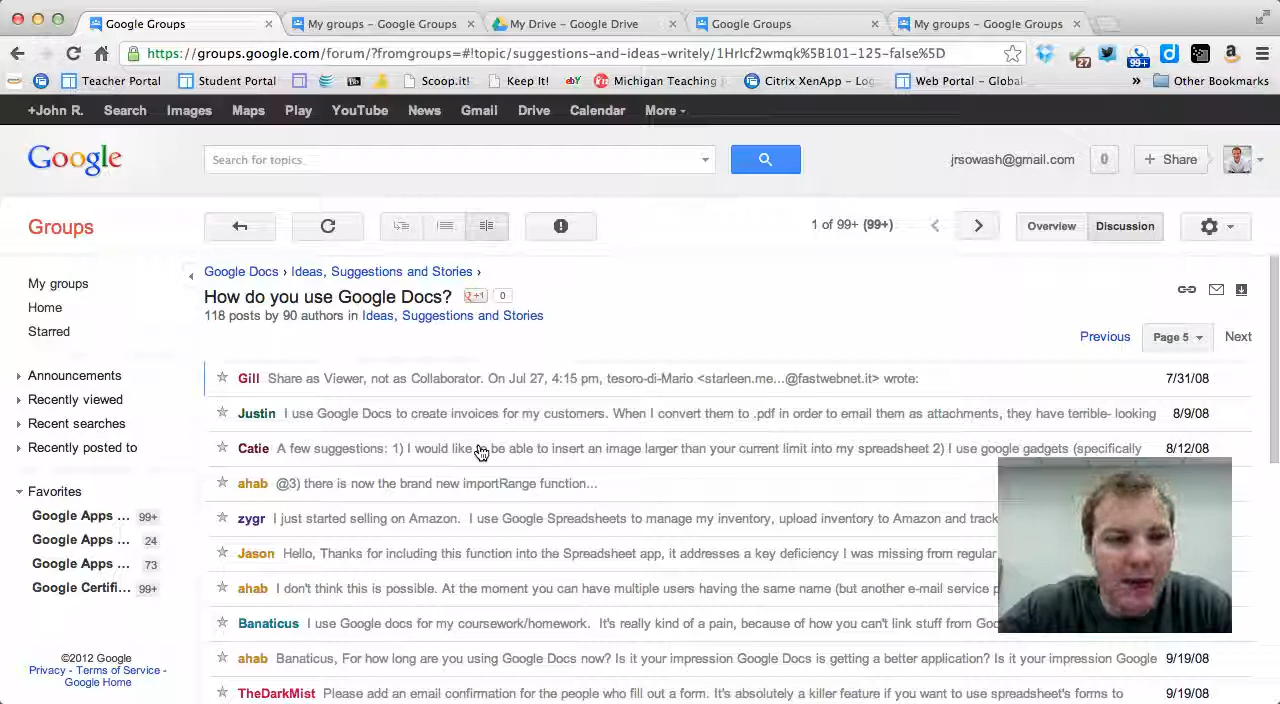 Google Groups
My groups – Google Groups
My Drive – Google Drive
Google Groups
My groups – Google Groups
https://groups.google.com/forum/?fromgroups=#!topic/suggestions-and-ideas-writely/1Hrlcf2wnqk%5B101-125-false%5D
27
99+
Teacher Portal
Student Portal
Scoop.it!
Keep It!
Michigan Teaching
Citrix XenApp – Log
Web Portal – Global
»
Other Bookmarks
+John R. Search Images Maps Play YouTube News Gmail Drive Calendar More
Google
Search for topics
jrsowash@gmail.com
0
+ Share
Groups
1 of 99+ (99+)
Overview
Discussion
My groups
Home
Starred
Announcements
Recently viewed
Recent searches
Recently posted to
Favorites
Google Apps ... 99+
Google Apps ... 24
Google Apps ... 73
Google Certifi... 99+
©2012 Google
Privacy - Terms of Service -
Google Home
Google Docs › Ideas, Suggestions and Stories ›
How do you use Google Docs? +1 0
118 posts by 90 authors in Ideas, Suggestions and Stories
Previous Page 5 Next
Gill Share as Viewer, not as Collaborator. On Jul 27, 4:15 pm, tesoro-di-Mario <starleen.me...@fastwebnet.it> wrote: 7/31/08
Justin I use Google Docs to create invoices for my customers. When I convert them to .pdf in order to email them as attachments, they have terrible- looking 8/9/08
Catie A few suggestions: 1) I would like to be able to insert an image larger than your current limit into my spreadsheet 2) I use google gadgets (specifically 8/12/08
ahab @3) there is now the brand new importRange function...
zygr I just started selling on Amazon. I use Google Spreadsheets to manage my inventory, upload inventory to Amazon and track
Jason Hello, Thanks for including this function into the Spreadsheet app, it addresses a key deficiency I was missing from regular
ahab I don't think this is possible. At the moment you can have multiple users having the same name (but another e-mail service p
Banaticus I use Google docs for my coursework/homework. It's really kind of a pain, because of how you can't link stuff from Goo
ahab Banaticus, For how long are you using Google Docs now? Is it your impression Google Docs is getting a better application? Is it your impression Google 9/19/08
TheDarkMist Please add an email confirmation for the people who fill out a form. It's absolutely a killer feature if you want to use spreadsheet's forms to 9/19/08